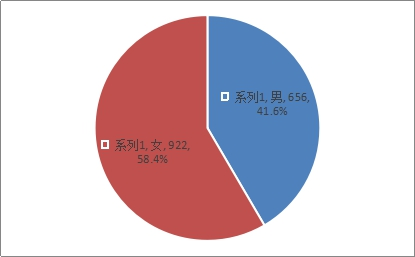 系列1, 男, 656,
41.6%
系列1, 女, 922,
58.4%